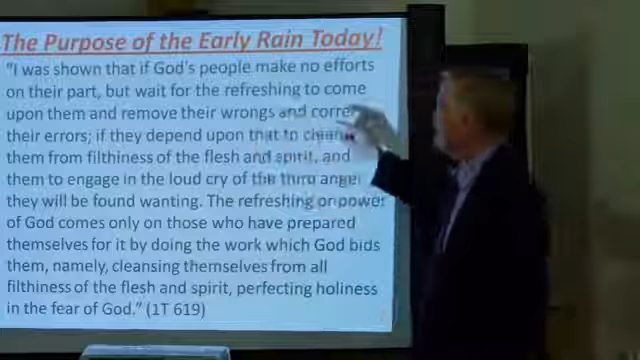 The Purpose of the Early Rain Today!
"I was shown that if God's people make no efforts
on their part, but wait for the refreshing to come
upon them and remove their wrongs and corre
their errors; if they depend upon that to clean
them from filthiness of the flesh and spirit, and
them to engage in the loud cry of the third angel
they will be found wanting. The refreshing or power
of God comes only on those who have prepared
themselves for it by doing the work which God bids
them, namely, cleansing themselves from all
filthiness of the flesh and spirit, perfecting holiness
in the fear of God." (1T 619)